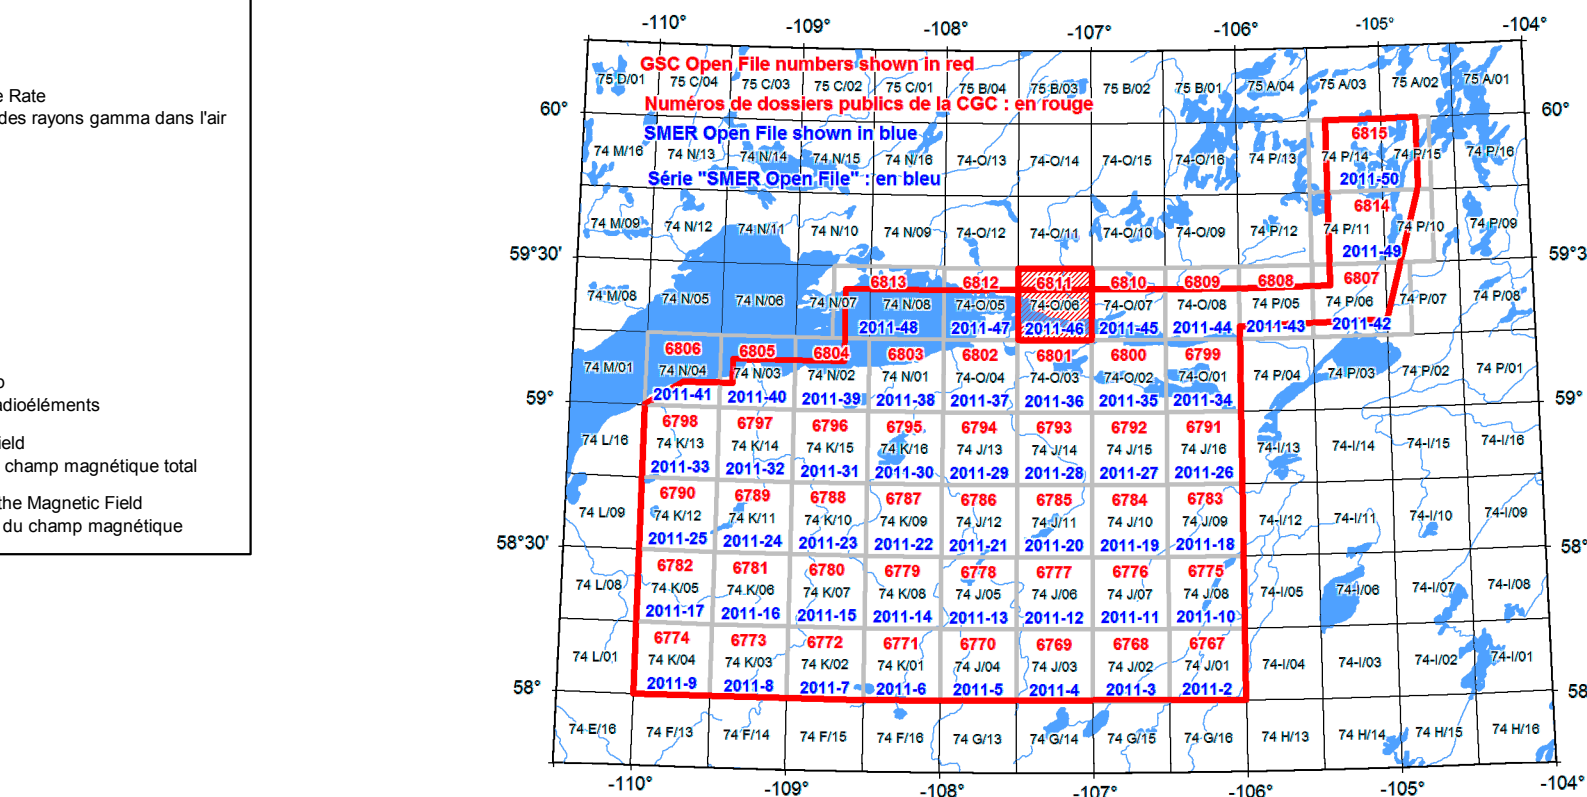 e Rate
des rayons gamma dans l'air
o
adioéléments
ield
champ magnétique total
the Magnetic Field
du champ magnétique
-110° -109° -108° -107° -106° -105° -104°
GSC Open File numbers shown in red
75 D/01 75 C/04 75 C/03 75 C/02 75 C/01 75 B/04 75 B/03 75 B/02 75 B/01 75 A/04 75 A/03 75 A/02 75 A/01
Numéros de dossiers publics de la CGC : en rouge
60° 60°
SMER Open File shown in blue
6815
74 M/16 74 N/13 74 N/14 74 N/15 74 N/16 74-O/13 74-O/14 74-O/15 74-O/16 74 P/13 74 P/14 74 P/15 74 P/16
Série "SMER Open File" : en bleu
2011-50
6814
74 M/09 74 N/12 74 N/11 74 N/10 74 N/09 74-O/12 74-O/11 74-O/10 74-O/09 74 P/12 74 P/11 74 P/10 74 P/09
2011-49
59°30' 59°3
6813 6812 6811 6810 6809 6808 6807
74 M/08 74 N/05 74 N/06 74 N/07 74 N/08 74-O/05 74-O/06 74-O/07 74-O/08 74 P/05 74 P/06 74 P/07 74 P/08
2011-48 2011-47 2011-46 2011-45 2011-44 2011-43 2011-42
6806 6805 6804 6803 6802 6801 6800 6799
74 M/01 74 N/04 74 N/03 74 N/02 74 N/01 74-O/04 74-O/03 74-O/02 74-O/01 74 P/04 74 P/03 74 P/02 74 P/01
2011-41 2011-40 2011-39 2011-38 2011-37 2011-36 2011-35 2011-34
59° 59°
6798 6797 6796 6795 6794 6793 6792 6791
74 L/16 74 K/13 74 K/14 74 K/15 74 K/16 74 J/13 74 J/14 74 J/15 74 J/16 74-I/13 74-I/14 74-I/15 74-I/16
2011-33 2011-32 2011-31 2011-30 2011-29 2011-28 2011-27 2011-26
6790 6789 6788 6787 6786 6785 6784 6783
74 L/09 74 K/12 74 K/11 74 K/10 74 K/09 74 J/12 74 J/11 74 J/10 74 J/09 74-I/12 74-I/11 74-I/10 74-I/09
2011-25 2011-24 2011-23 2011-22 2011-21 2011-20 2011-19 2011-18
58°30' 58°
6782 6781 6780 6779 6778 6777 6776 6775
74 L/08 74 K/05 74 K/06 74 K/07 74 K/08 74 J/05 74 J/06 74 J/07 74 J/08 74-I/05 74-I/06 74-I/07 74-I/08
2011-17 2011-16 2011-15 2011-14 2011-13 2011-12 2011-11 2011-10
6774 6773 6772 6771 6770 6769 6768 6767
74 L/01 74 K/04 74 K/03 74 K/02 74 K/01 74 J/04 74 J/03 74 J/02 74 J/01 74-I/04 74-I/03 74-I/02 74-I/01
2011-9 2011-8 2011-7 2011-6 2011-5 2011-4 2011-3 2011-2
58° 58
74 E/16 74 F/13 74 F/14 74 F/15 74 F/16 74 G/13 74 G/14 74 G/15 74 G/16 74 H/13 74 H/14 74 H/15 74 H/16
-110° -109° -108° -107° -106° -105° -104°